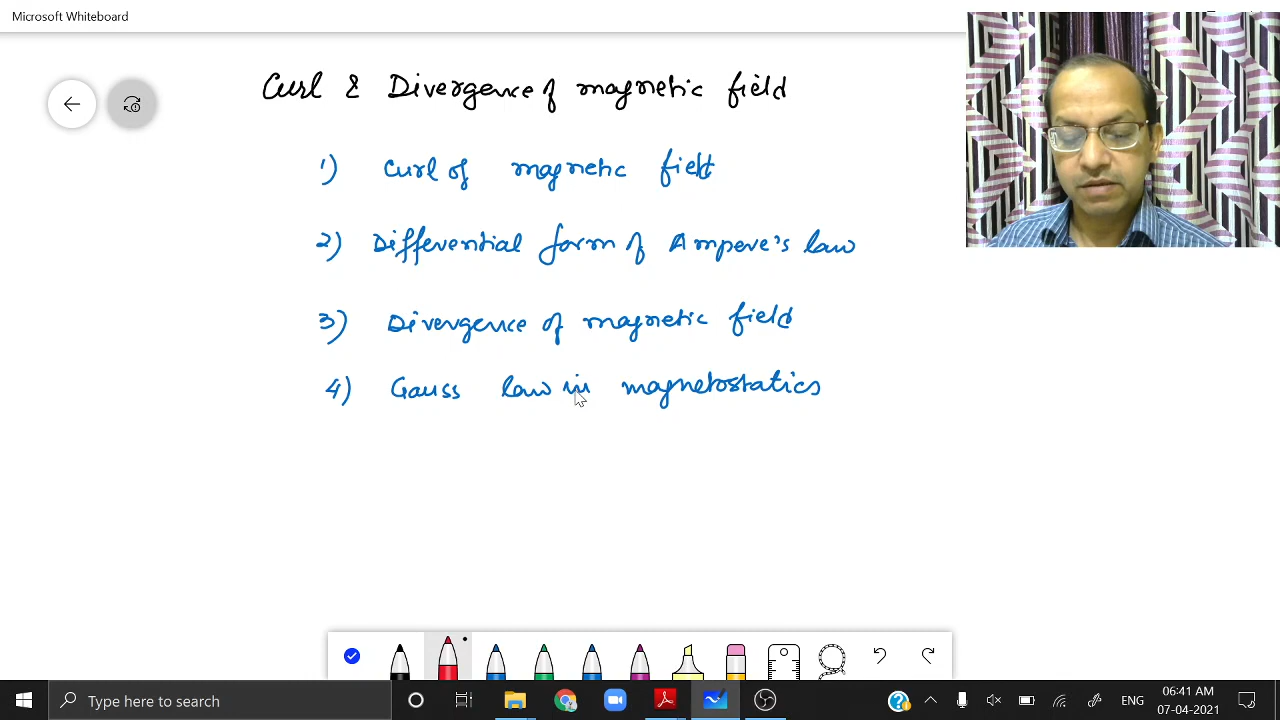 Microsoft Whiteboard
Curl & Divergence of magnetic field
1) Curl of magnetic field
2) Differential form of Ampere's law
3) Divergence of magnetic field
4) Gauss law in magnetostatics
Type here to search
ENG
06:41 AM
07-04-2021